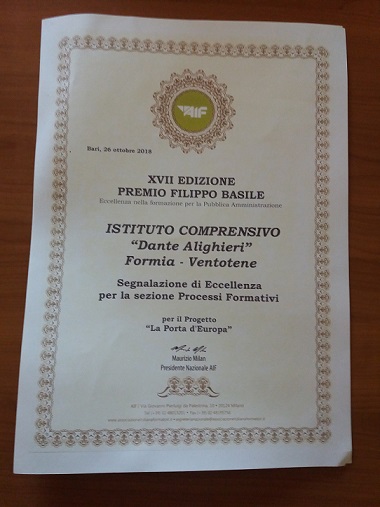 AIF
Bari, 26 ottobre 2018
XVII EDIZIONE
PREMIO FILIPPO BASILE
Eccellenza nella formazione per la Pubblica Amministrazione
ISTITUTO COMPRENSIVO
“Dante Alighieri”
Formia - Ventotene
Segnalazione di Eccellenza
per la sezione Processi Formativi
per il Progetto
“La Porta d'Europa”
Maurizio Milan
Presidente Nazionale AIF